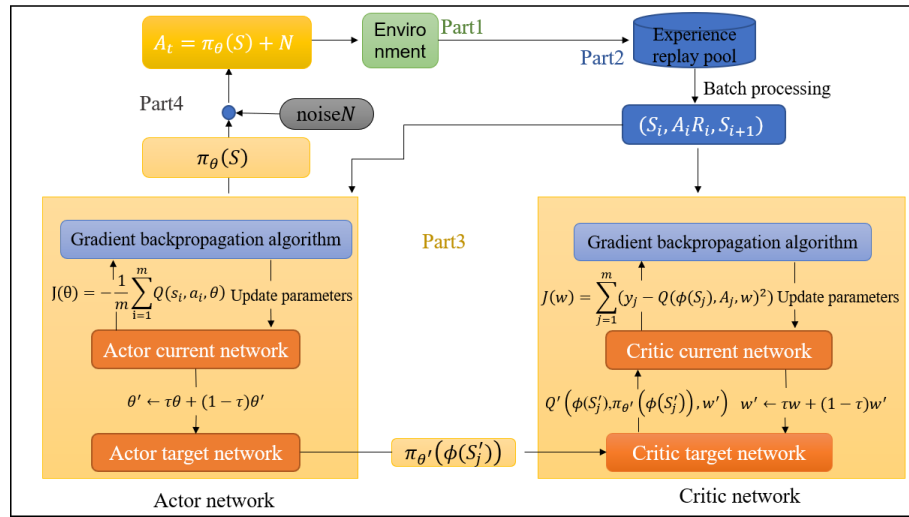 A_t = π_θ(S) + N
Enviro
nment
Part1
Experience
replay pool
Part2
Batch processing
Part4
noiseN
(S_i, A_iR_i, S_{i+1})
π_θ(S)
Part3
Gradient backpropagation algorithm
J(θ) = −1/m ∑_{i=1}^{m} Q(s_i, a_i, θ)
Update parameters
Actor current network
θ′ ← τθ + (1 − τ)θ′
Actor target network
Actor network
π_θ′(ϕ(S′_j))
Gradient backpropagation algorithm
J(w) = ∑_{j=1}^{m} (y_j − Q(ϕ(S_j), A_j, w)²)
Update parameters
Critic current network
Q′(ϕ(S′_j),π_θ′(ϕ(S′_j)), w′)
w′ ← τw + (1 − τ)w′
Critic target network
Critic network